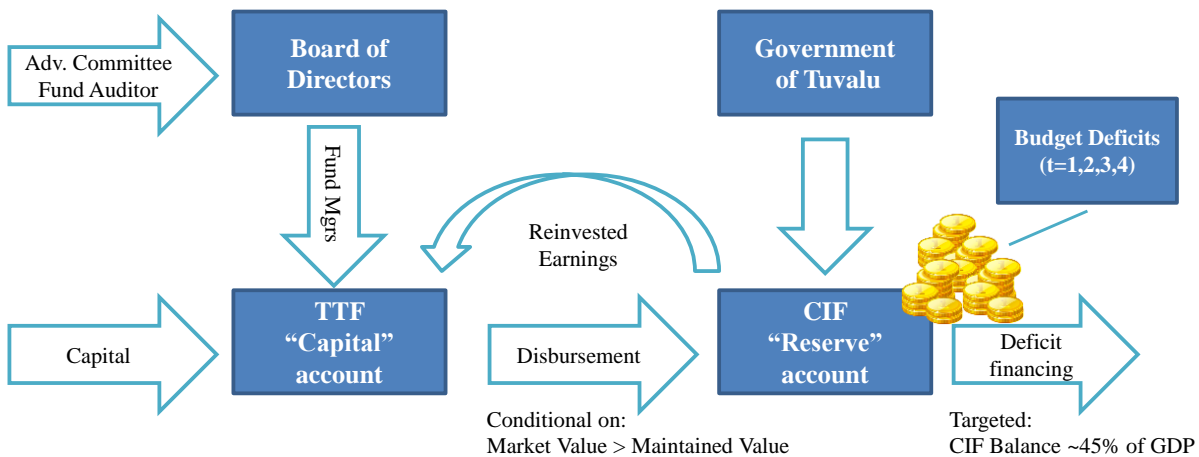 Adv. Committee
Fund Auditor
Board of
Directors
Government
of Tuvalu
Budget Deficits
(t=1,2,3,4)
Fund Mgrs
Reinvested
Earnings
Capital
TTF
“Capital”
account
Disbursement
CIF
“Reserve”
account
Deficit
financing
Conditional on:
Market Value > Maintained Value
Targeted:
CIF Balance ~45% of GDP